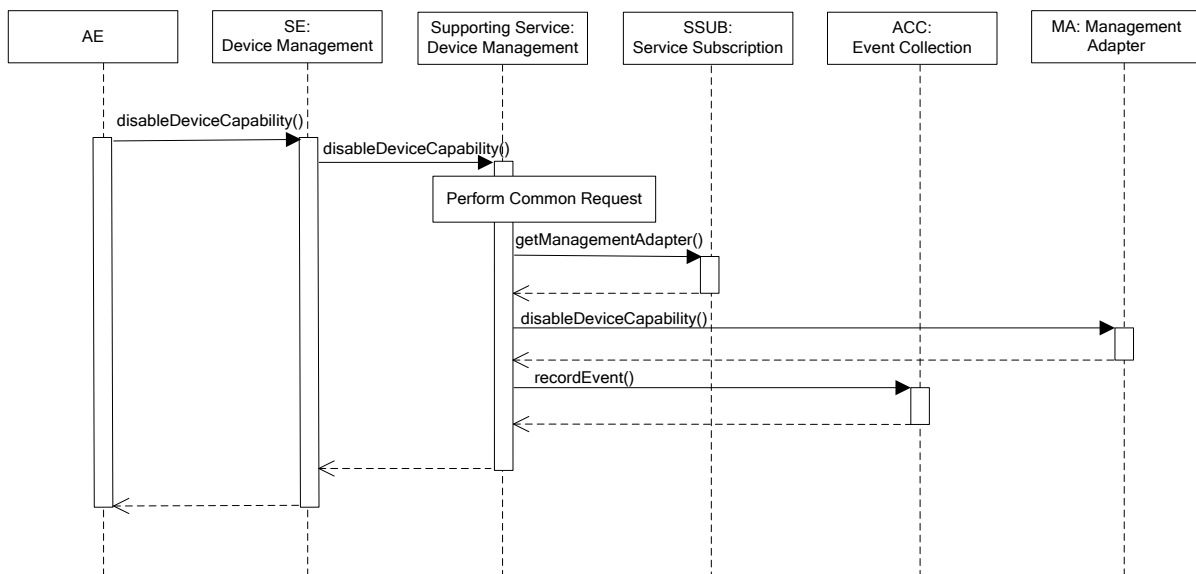 AE
SE:
Device Management
Supporting Service:
Device Management
SSUB:
Service Subscription
ACC:
Event Collection
MA: Management
Adapter
disableDeviceCapability()
disableDeviceCapability()
Perform Common Request
getManagementAdapter()
disableDeviceCapability()
recordEvent()